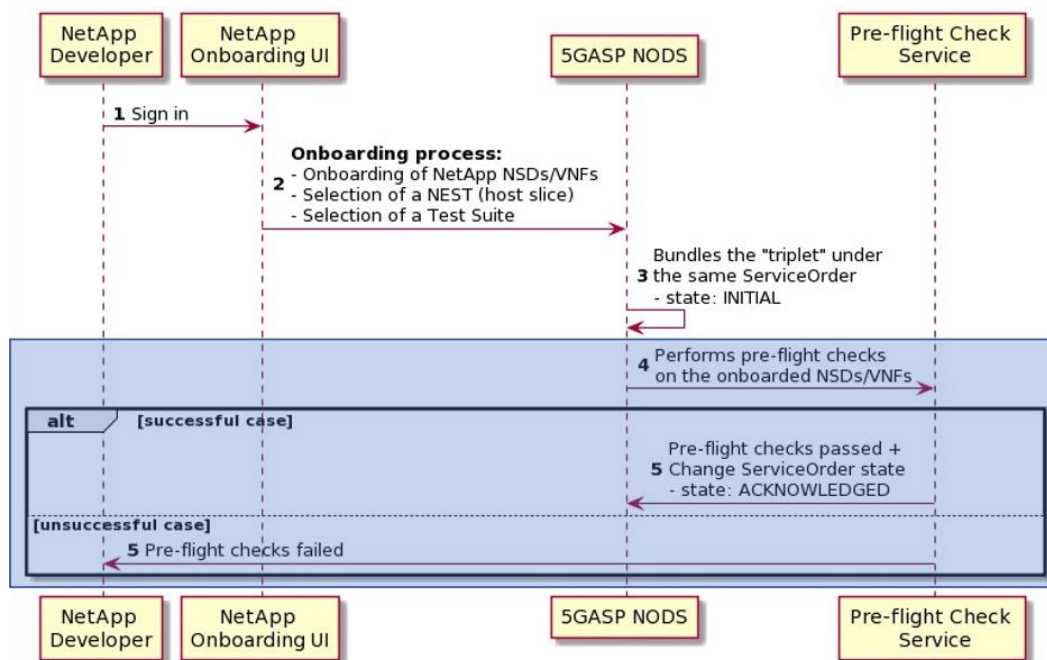 NetApp
Developer
NetApp
Onboarding UI
5GASP NODS
Pre-flight Check
Service
1 Sign in
Onboarding process:
- Onboarding of NetApp NSDs/VNFs
2
- Selection of a NEST (host slice)
- Selection of a Test Suite
Bundles the "triplet" under
3 the same ServiceOrder
- state: INITIAL
4 Performs pre-flight checks
on the onboarded NSDs/VNFs
alt [successful case]
Pre-flight checks passed +
5 Change ServiceOrder state
- state: ACKNOWLEDGED
[unsuccessful case]
5 Pre-flight checks failed
NetApp
Developer
NetApp
Onboarding UI
5GASP NODS
Pre-flight Check
Service